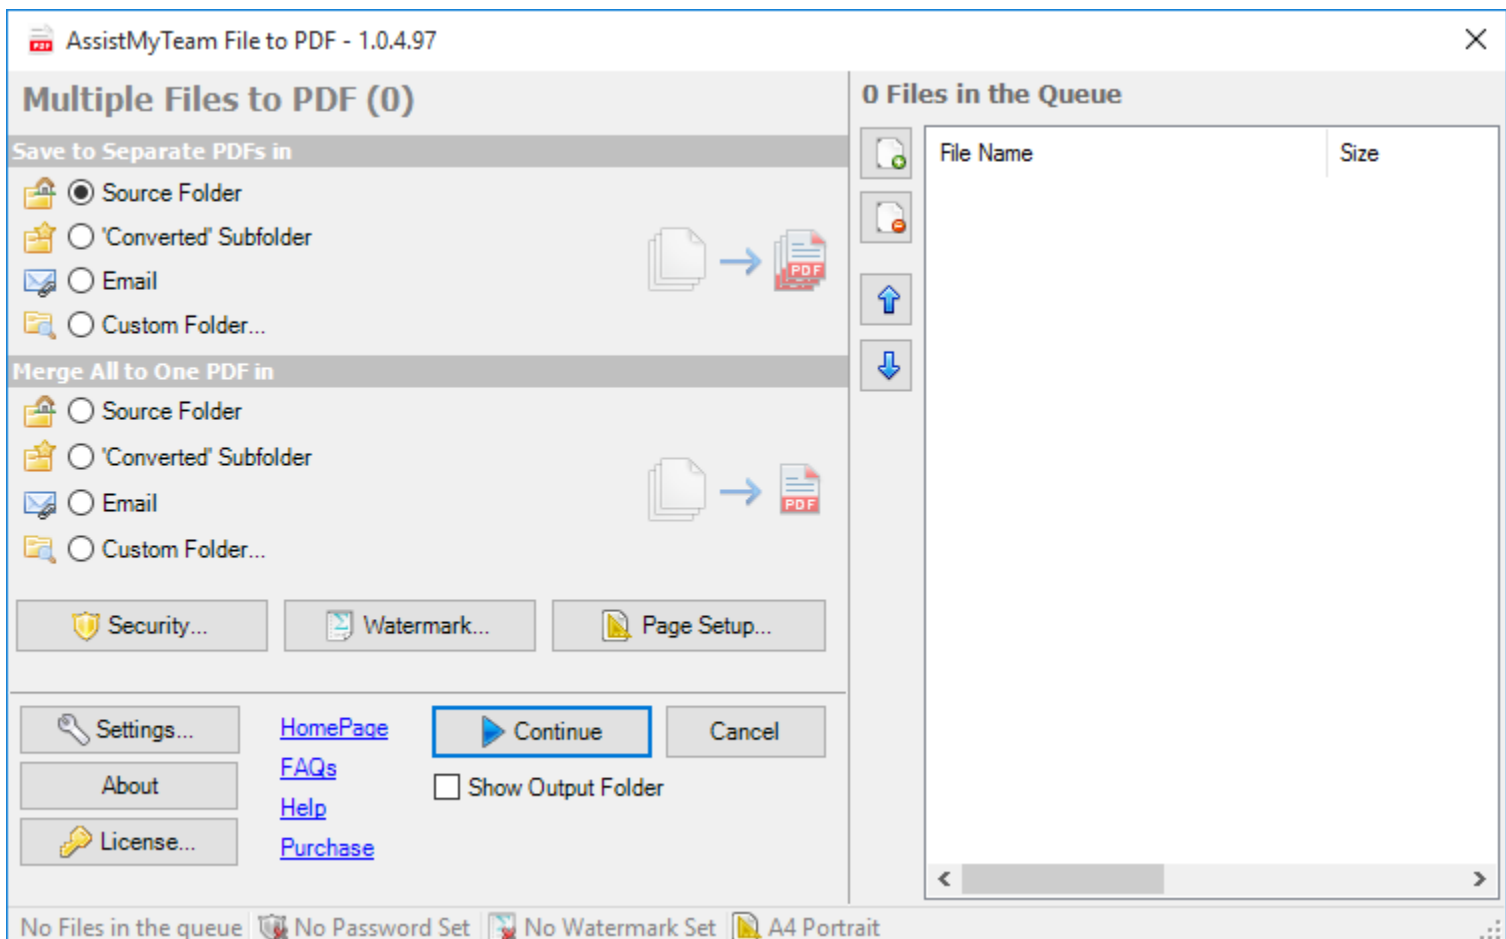 AssistMyTeam File to PDF - 1.0.4.97
Multiple Files to PDF (0)
Save to Separate PDFs in
Source Folder
'Converted' Subfolder
Email
Custom Folder...
PDF
Merge All to One PDF in
Source Folder
'Converted' Subfolder
Email
Custom Folder...
PDF
Security...
Watermark...
Page Setup...
Settings...
About
License...
HomePage
FAQs
Help
Purchase
Continue
Cancel
Show Output Folder
0 Files in the Queue
File Name Size
No Files in the queue No Password Set No Watermark Set A4 Portrait